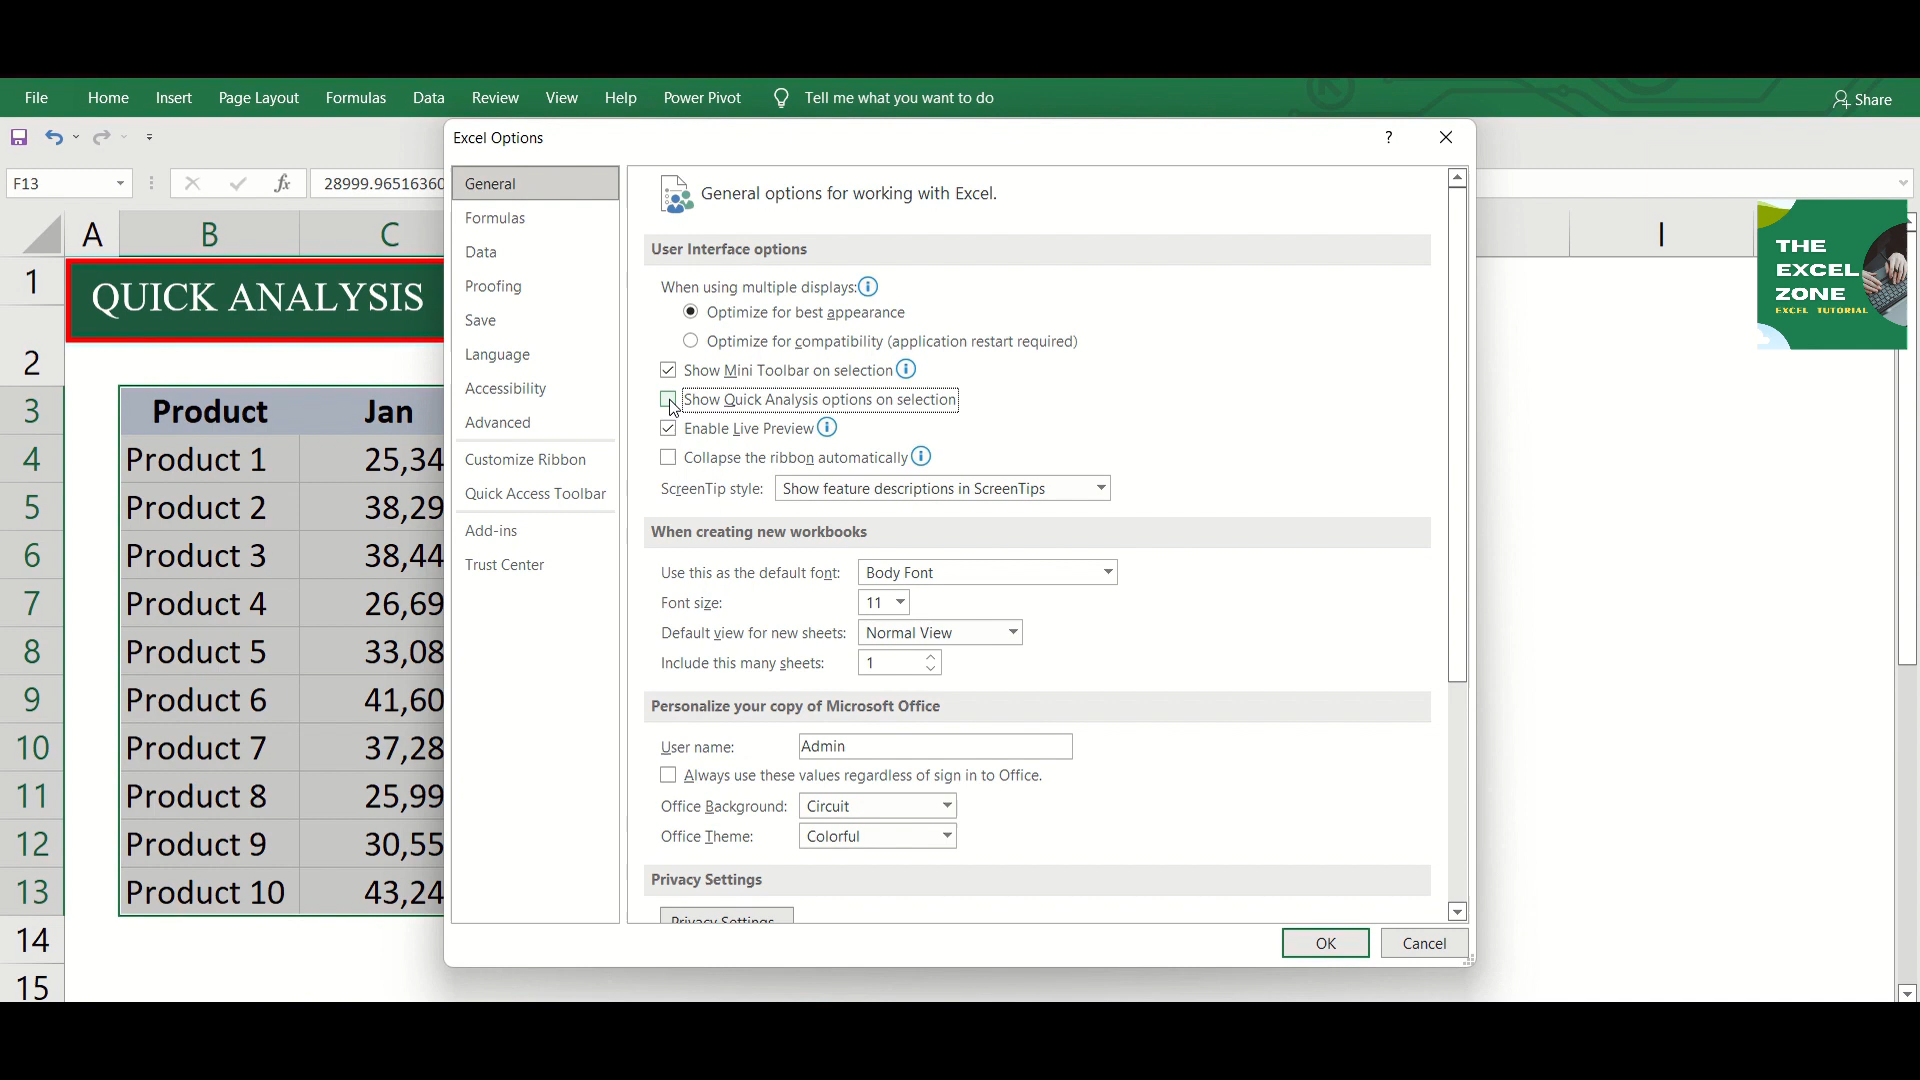 File Home Insert Page Layout Formulas Data Review View Help Power Pivot Tell me what you want to do Share
F13 fx 28999.96516360
Excel Options ?
General
Formulas
Data
Proofing
Save
Language
Accessibility
Advanced
Customize Ribbon
Quick Access Toolbar
Add-ins
Trust Center
General options for working with Excel.
User Interface options
When using multiple displays:
Optimize for best appearance
Optimize for compatibility (application restart required)
Show Mini Toolbar on selection
Show Quick Analysis options on selection
Enable Live Preview
Collapse the ribbon automatically
ScreenTip style: Show feature descriptions in ScreenTips
When creating new workbooks
Use this as the default font: Body Font
Font size: 11
Default view for new sheets: Normal View
Include this many sheets: 1
Personalize your copy of Microsoft Office
User name: Admin
Always use these values regardless of sign in to Office.
Office Background: Circuit
Office Theme: Colorful
Privacy Settings
Privacy Settings
OK Cancel
A B C I
1 QUICK ANALYSIS
2
3 Product Jan
4 Product 1 25,34
5 Product 2 38,29
6 Product 3 38,44
7 Product 4 26,69
8 Product 5 33,08
9 Product 6 41,60
10 Product 7 37,28
11 Product 8 25,99
12 Product 9 30,55
13 Product 10 43,24
14
15
THE
EXCEL
ZONE
EXCEL TUTORIAL